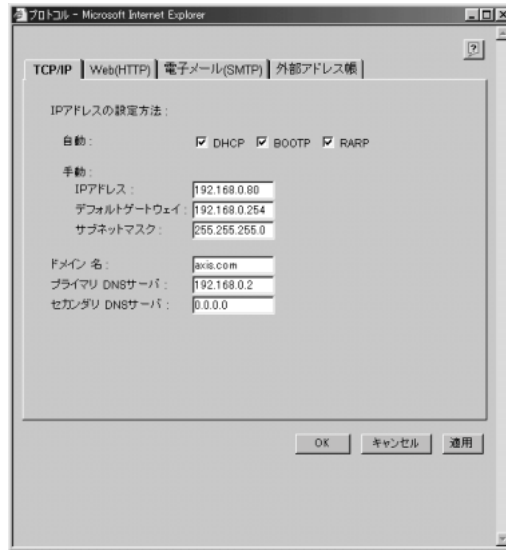 プロトコル - Microsoft Internet Explorer
?
TCP/IP Web(HTTP) 電子メール(SMTP) 外部アドレス帳
IPアドレスの設定方法:
自動: DHCP BOOTP RARP
手動:
IPアドレス: 192.168.0.80
デフォルトゲートウェイ: 192.168.0.254
サブネットマスク: 255.255.255.0
ドメイン 名: axis.com
プライマリ DNSサーバ: 192.168.0.2
セカンダリ DNSサーバ: 0.0.0.0
OK キャンセル 適用